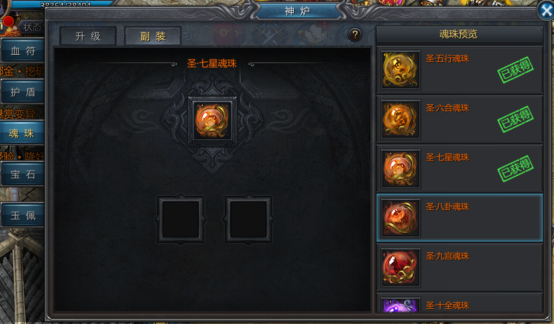 神 炉
状态
升 级
副 装
?
魂珠预览
血 符
护 盾
魂 珠
宝 石
玉 佩
圣·七星魂珠
圣·五行魂珠
已获得
圣·六合魂珠
已获得
圣·七星魂珠
已获得
圣·八卦魂珠
圣·九宫魂珠
圣·十全魂珠